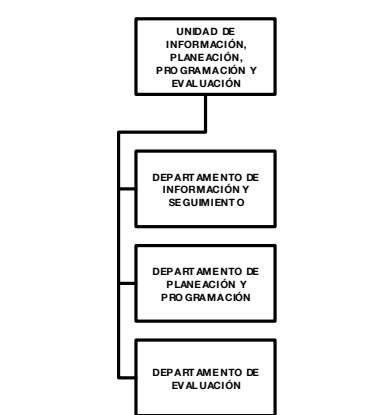 UNIDAD DE
INFORMACIÓN,
PLANEACIÓN,
PROGRAMACIÓN Y
EVALUACIÓN
DEPARTAMENTO DE
INFORMACIÓN Y
SEGUIMIENTO
DEPARTAMENTO DE
PLANEACIÓN Y
PROGRAMACIÓN
DEPARTAMENTO DE
EVALUACIÓN